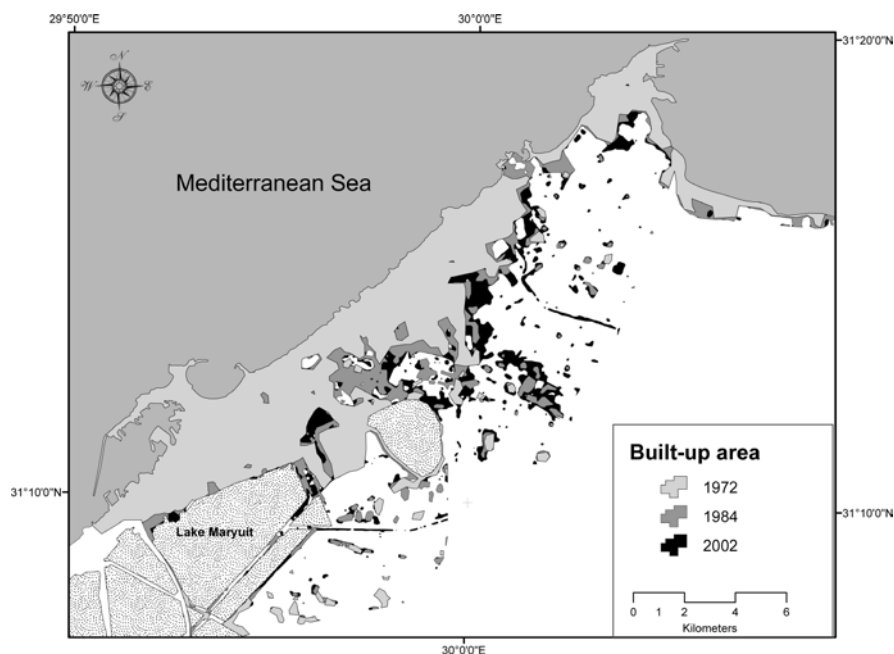 29°50'0"E
30°0'0"E
31°20'0"N
N
W
E
S
Mediterranean Sea
31°10'0"N
Lake Maryuit
31°10'0"N
Built-up area
1972
1984
2002
0 1 2 4 6
Kilometers
30°0'0"E